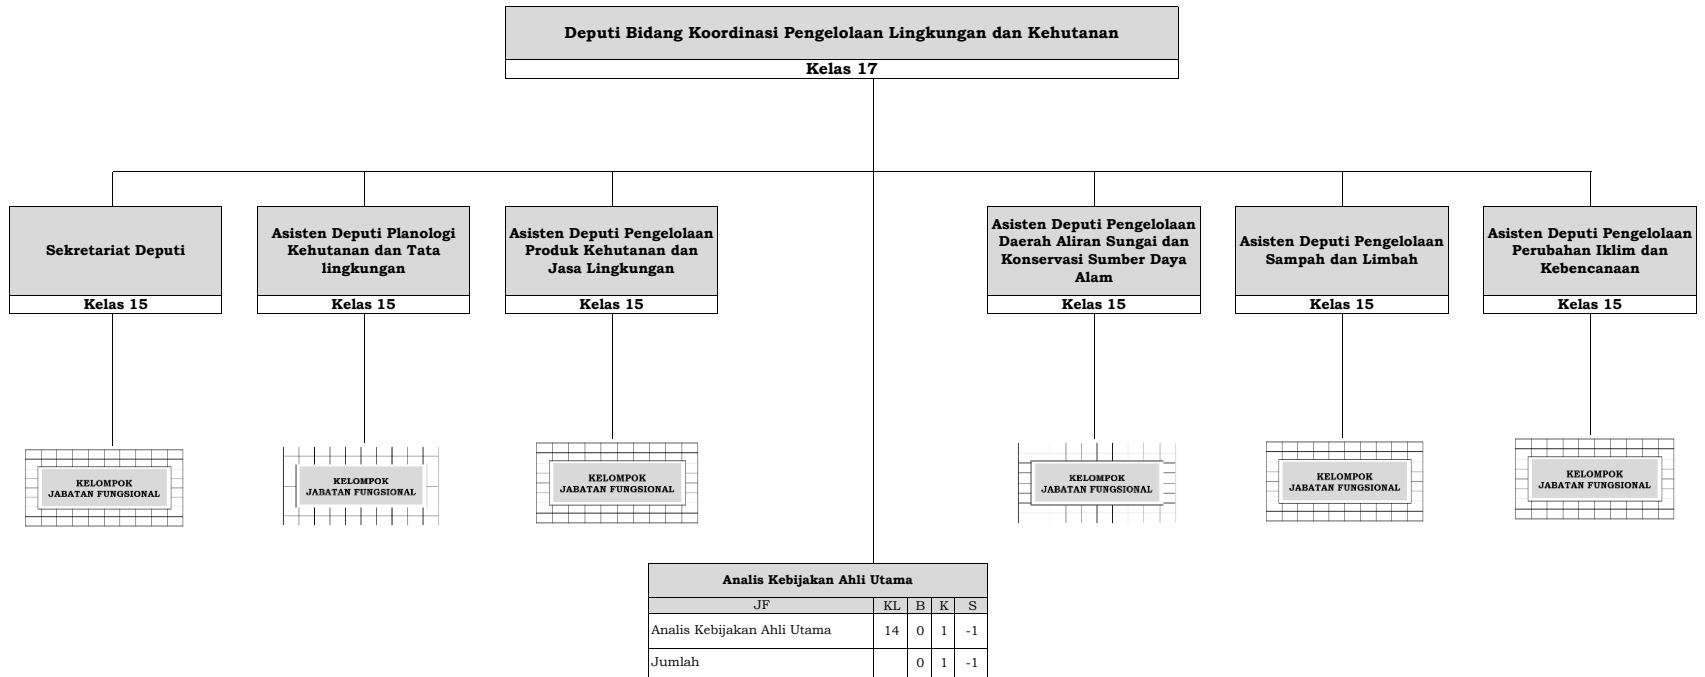 Deputi Bidang Koordinasi Pengelolaan Lingkungan dan Kehutanan
Kelas 17
Sekretariat Deputi
Kelas 15
Asisten Deputi Planologi
Kehutanan dan Tata
lingkungan
Kelas 15
Asisten Deputi Pengelolaan
Produk Kehutanan dan
Jasa Lingkungan
Kelas 15
Asisten Deputi Pengelolaan
Daerah Aliran Sungai dan
Konservasi Sumber Daya
Alam
Kelas 15
Asisten Deputi Pengelolaan
Sampah dan Limbah
Kelas 15
Asisten Deputi Pengelolaan
Perubahan Iklim dan
Kebencanaan
Kelas 15
KELOMPOK
JABATAN FUNGSIONAL
KELOMPOK
JABATAN FUNGSIONAL
KELOMPOK
JABATAN FUNGSIONAL
KELOMPOK
JABATAN FUNGSIONAL
KELOMPOK
JABATAN FUNGSIONAL
KELOMPOK
JABATAN FUNGSIONAL
Analis Kebijakan Ahli Utama
JF KL B K S
Analis Kebijakan Ahli Utama 14 0 1 -1
Jumlah 0 1 -1